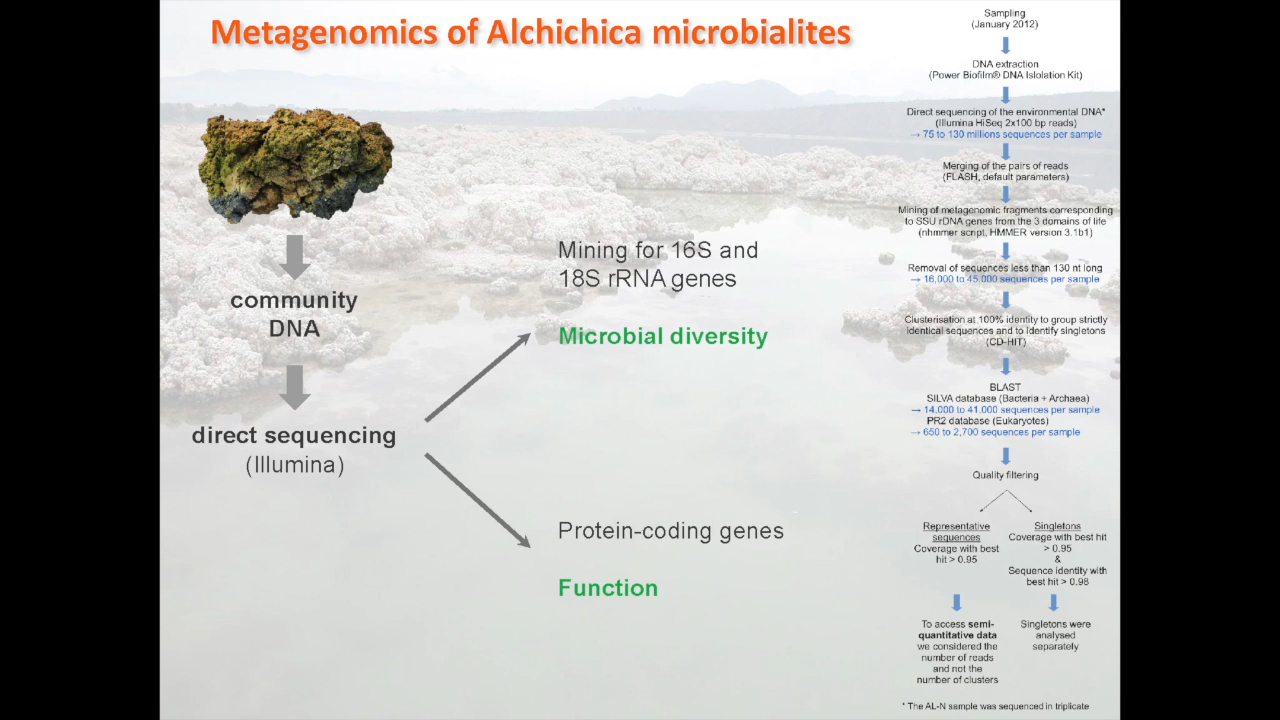 Metagenomics of Alchichica microbialites
community
DNA
direct sequencing
(Illumina)
Mining for 16S and
18S rRNA genes
Microbial diversity
Protein-coding genes
Function
Sampling
(January 2012)
DNA extraction
(Power Biofilm® DNA Islolation Kit)
Direct sequencing of the environmental DNA*
(Illumina HiSeq 2x100 bp reads)
→ 75 to 130 millions sequences per sample
Merging of the pairs of reads
(FLASH, default parameters)
Mining of metagenomic fragments corresponding
to SSU rDNA genes from the 3 domains of life
(nhmmer script, HMMER version 3.1b1)
Removal of sequences less than 130 nt long
→ 16,000 to 45,000 sequences per sample
Clusterisation at 100% identity to group strictly
identical sequences and to Identify singletons
(CD-HIT)
BLAST
SILVA database (Bacteria + Archaea)
→ 14,000 to 41,000 sequences per sample
PR2 database (Eukaryotes)
→ 650 to 2,700 sequences per sample
Quality filtering
Representative
sequences
Coverage with best
hit > 0.95
To access semi-
quantitative data
we considered the
number of reads
and not the
number of clusters
Singletons
Coverage with best hit
> 0.95
&
Sequence identity with
best hit > 0.98
Singletons were
analysed
separately
* The AL-N sample was sequenced in triplicate